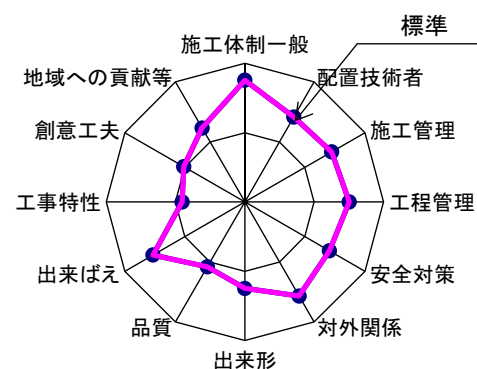 標準
施工体制一般
配置技術者
施工管理
工程管理
安全対策
対外関係
出来形
品質
出来ばえ
工事特性
創意工夫
地域への貢献等